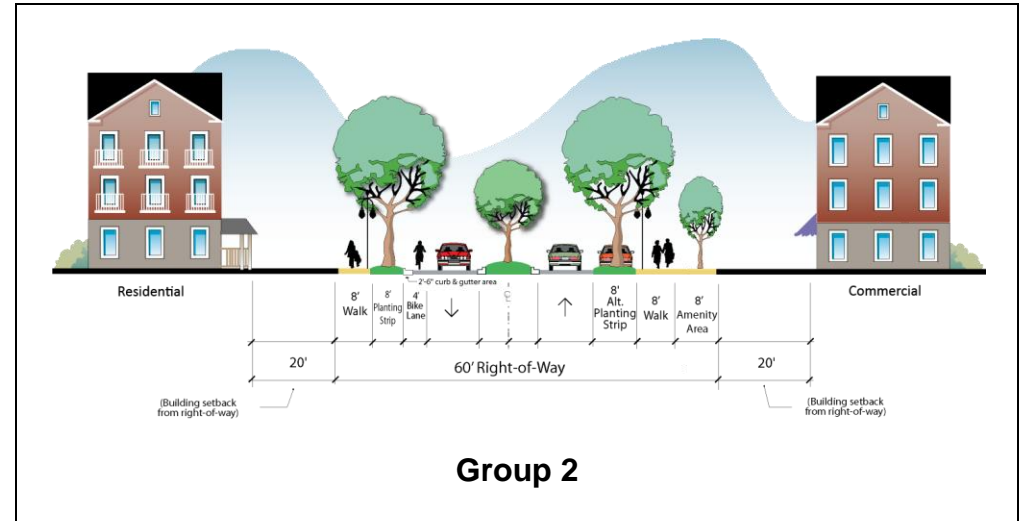 Residential
Commercial
2'-6" curb & gutter area
8'
Walk
8'
Planting
Strip
4'
Bike
Lane
8'
Alt.
Planting
Strip
8'
Walk
8'
Amenity
Area
20'
60' Right-of-Way
20'
(Building setback
from right-of-way)
(Building setback
from right-of-way)
Group 2